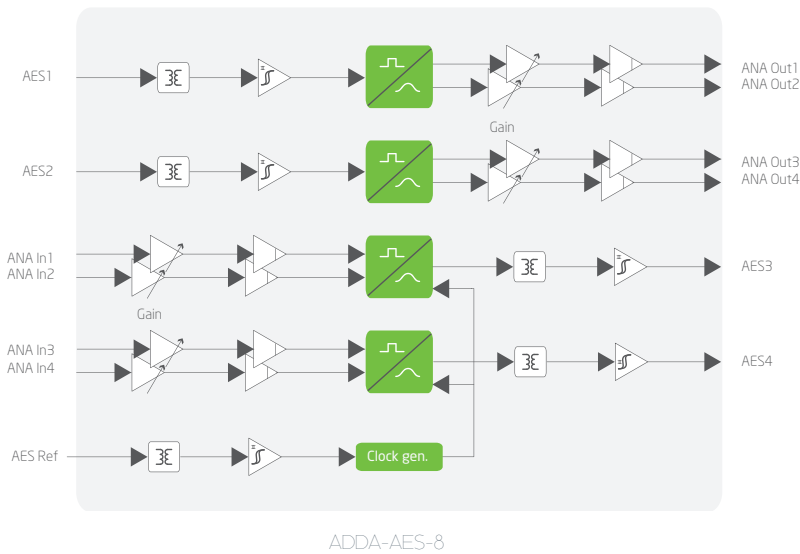 AES1
ANA Out1
ANA Out2
Gain
AES2
ANA Out3
ANA Out4
ANA In1
ANA In2
AES3
Gain
ANA In3
ANA In4
AES4
AES Ref
Clock gen.
ADDA-AES-8